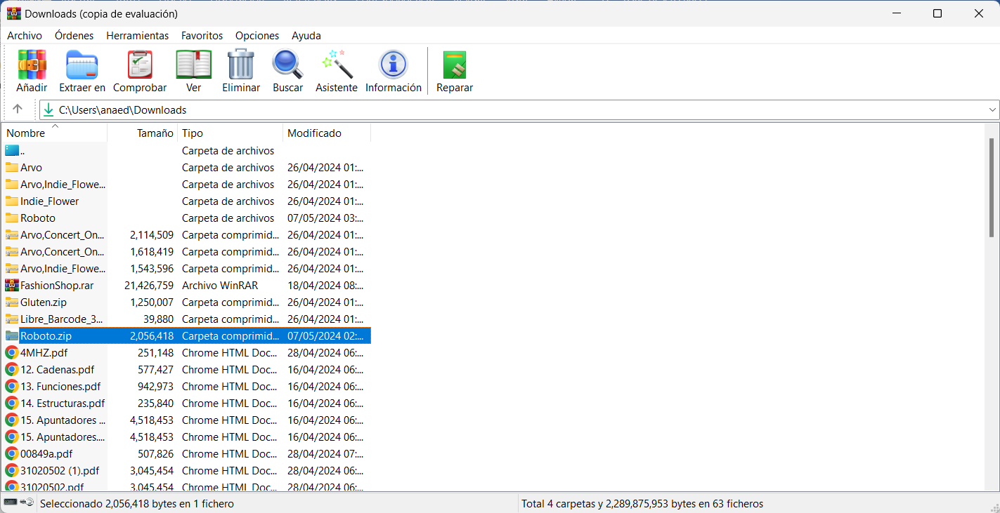 Downloads (copia de evaluación)
Archivo Órdenes Herramientas Favoritos Opciones Ayuda
Añadir Extraer en Comprobar Ver Eliminar Buscar Asistente Información Reparar
C:\Users\anaed\Downloads
Nombre Tamaño Tipo Modificado
.. Carpeta de archivos
Arvo Carpeta de archivos 26/04/2024 01:...
Arvo,Indie_Flowe... Carpeta de archivos 26/04/2024 01:...
Indie_Flower Carpeta de archivos 26/04/2024 01:...
Roboto Carpeta de archivos 07/05/2024 03:...
Arvo,Concert_On... 2,114,509 Carpeta comprimid... 26/04/2024 01:...
Arvo,Concert_On... 1,618,419 Carpeta comprimid... 26/04/2024 01:...
Arvo,Indie_Flowe... 1,543,596 Carpeta comprimid... 26/04/2024 01:...
FashionShop.rar 21,426,759 Archivo WinRAR 18/04/2024 08:...
Gluten.zip 1,250,007 Carpeta comprimid... 26/04/2024 01:...
Libre_Barcode_3... 39,880 Carpeta comprimid... 26/04/2024 01:...
Roboto.zip 2,056,418 Carpeta comprimid... 07/05/2024 02:...
4MHZ.pdf 251,148 Chrome HTML Doc... 28/04/2024 06:...
12. Cadenas.pdf 577,427 Chrome HTML Doc... 16/04/2024 06:...
13. Funciones.pdf 942,973 Chrome HTML Doc... 16/04/2024 06:...
14. Estructuras.pdf 235,840 Chrome HTML Doc... 16/04/2024 06:...
15. Apuntadores ... 4,518,453 Chrome HTML Doc... 16/04/2024 06:...
15. Apuntadores.... 4,518,453 Chrome HTML Doc... 16/04/2024 06:...
00849a.pdf 507,826 Chrome HTML Doc... 28/04/2024 07:...
31020502 (1).pdf 3,045,454 Chrome HTML Doc... 28/04/2024 06:...
31020502.pdf 3,045,454 Chrome HTML Doc... 28/04/2024 06:...
Seleccionado 2,056,418 bytes en 1 fichero Total 4 carpetas y 2,289,875,953 bytes en 63 ficheros